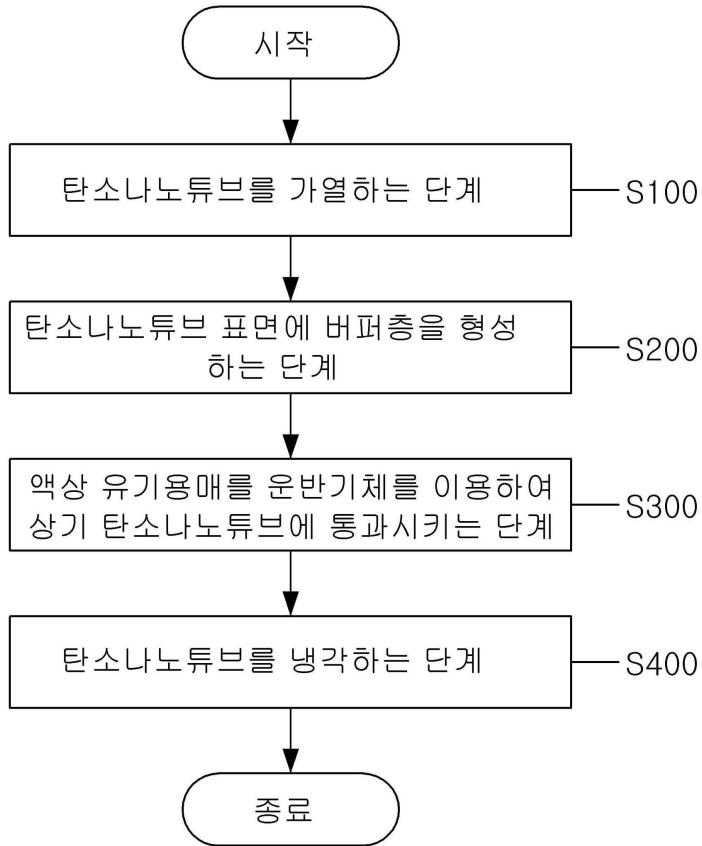 시작
탄소나노튜브를 가열하는 단계
S100
탄소나노튜브 표면에 버퍼층을 형성
하는 단계
S200
액상 유기용매를 운반기체를 이용하여
상기 탄소나노튜브에 통과시키는 단계
S300
탄소나노튜브를 냉각하는 단계
S400
종료